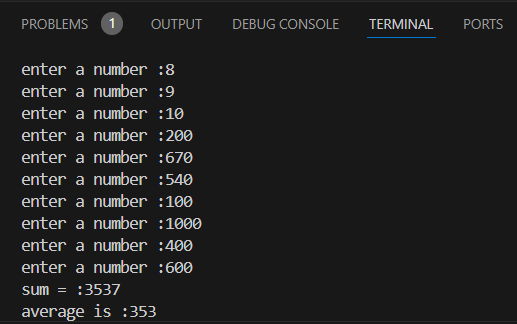 PROBLEMS 1 OUTPUT DEBUG CONSOLE TERMINAL PORTS
enter a number :8
enter a number :9
enter a number :10
enter a number :200
enter a number :670
enter a number :540
enter a number :100
enter a number :1000
enter a number :400
enter a number :600
sum = :3537
average is :353